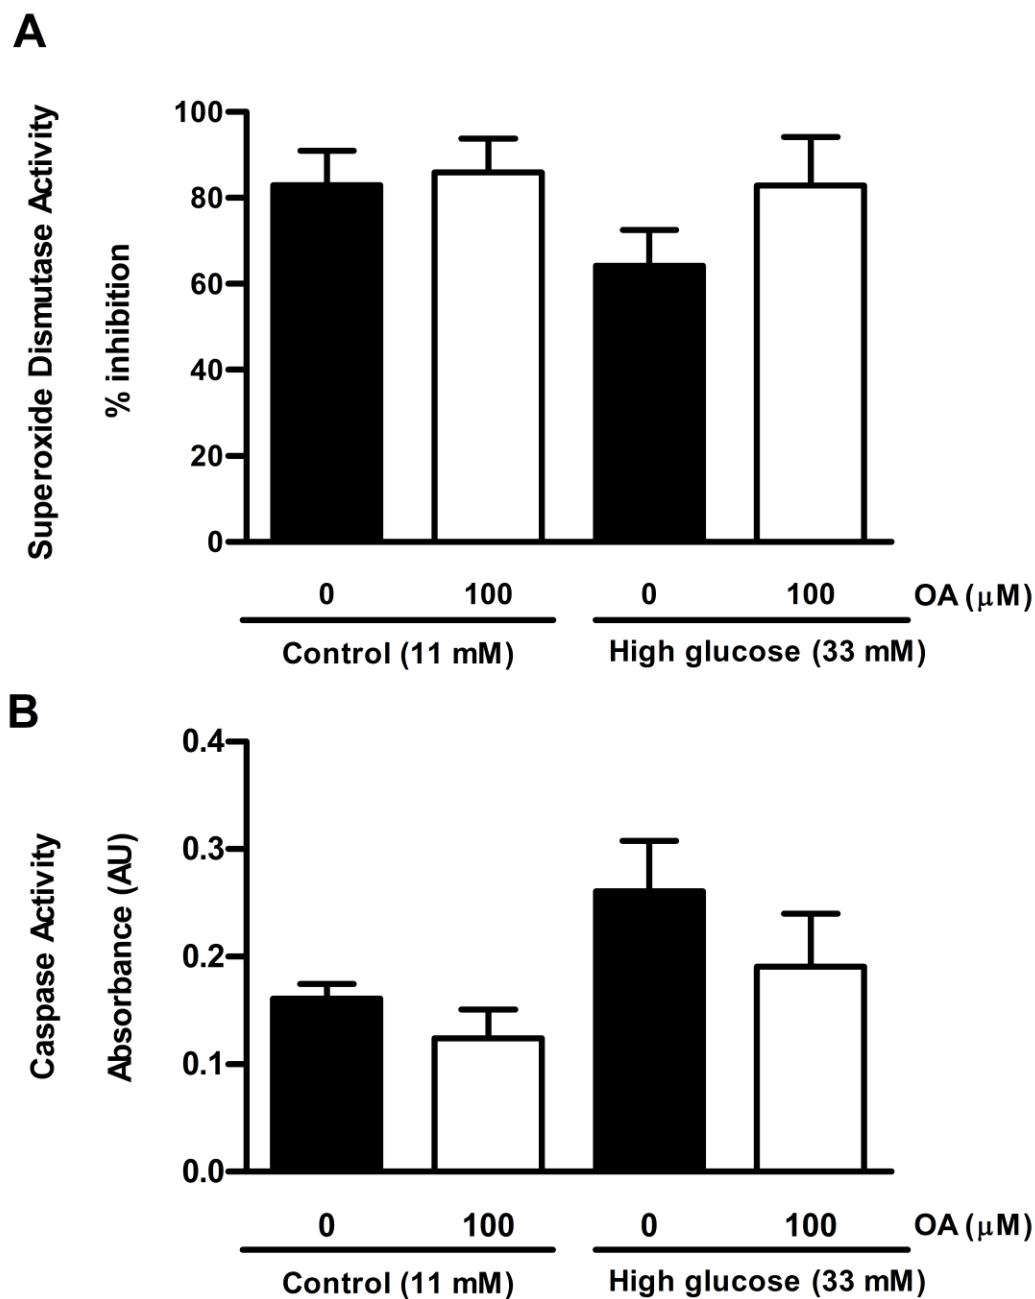 A
Superoxide Dismutase Activity
% inhibition
100
80
60
40
20
0
0 100 0 100 OA (μM)
Control (11 mM) High glucose (33 mM)
B
Caspase Activity
Absorbance (AU)
0.4
0.3
0.2
0.1
0.0
0 100 0 100 OA (μM)
Control (11 mM) High glucose (33 mM)